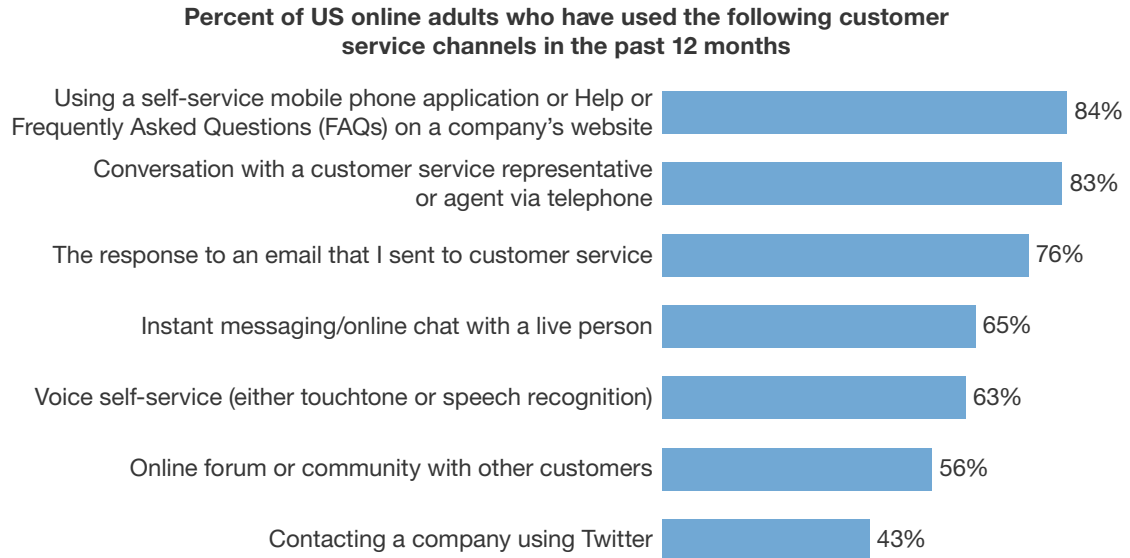 Percent of US online adults who have used the following customer
service channels in the past 12 months
Using a self-service mobile phone application or Help or
Frequently Asked Questions (FAQs) on a company’s website
84%
Conversation with a customer service representative
or agent via telephone
83%
The response to an email that I sent to customer service
76%
Instant messaging/online chat with a live person
65%
Voice self-service (either touchtone or speech recognition)
63%
Online forum or community with other customers
56%
Contacting a company using Twitter
43%